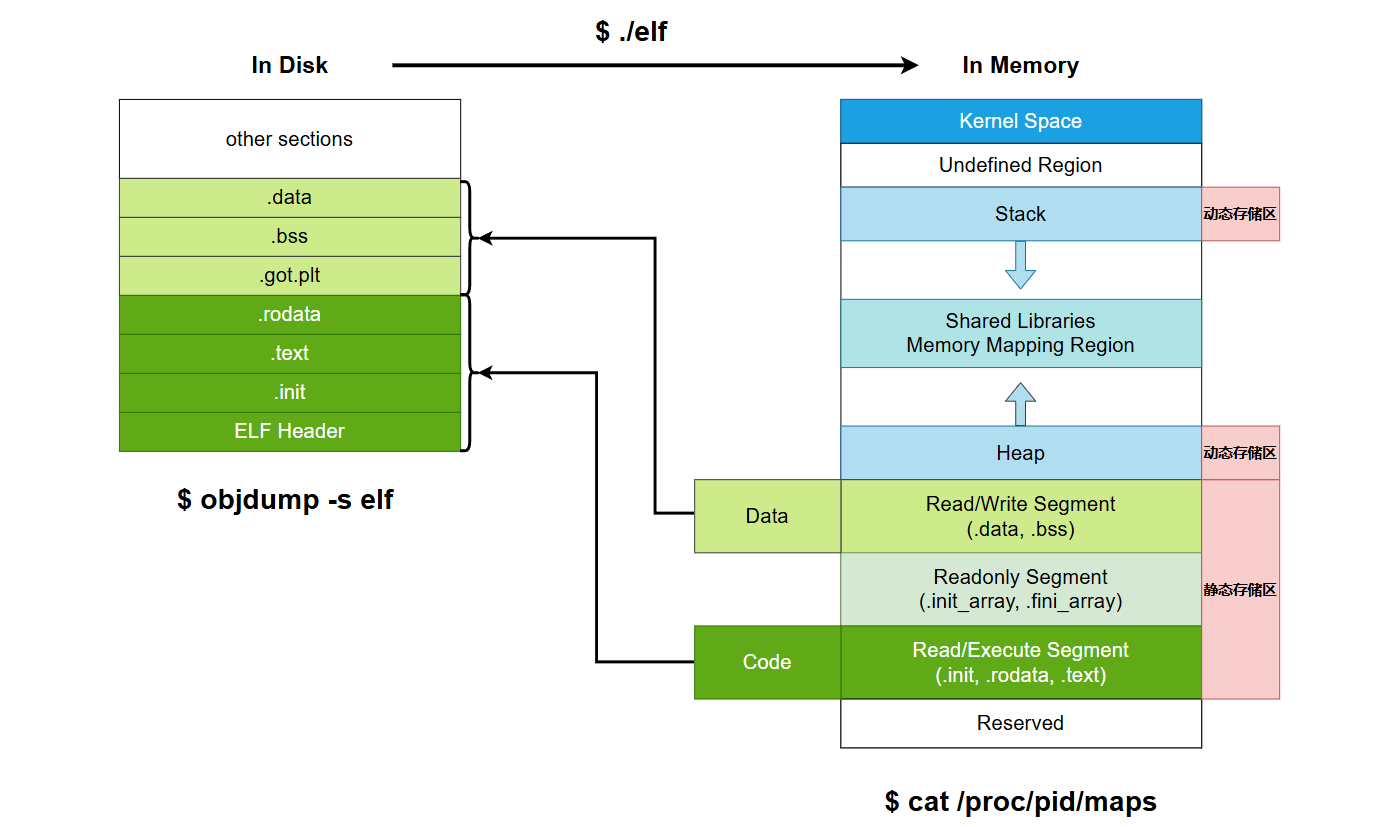 $ ./elf
In Disk
In Memory
other sections
.data
.bss
.got.plt
.rodata
.text
.init
ELF Header
$ objdump -s elf
Kernel Space
Undefined Region
Stack
动态存储区
Shared Libraries
Memory Mapping Region
Heap
动态存储区
Data
Read/Write Segment
(.data, .bss)
Readonly Segment
(.init_array, .fini_array)
静态存储区
Code
Read/Execute Segment
(.init, .rodata, .text)
Reserved
$ cat /proc/pid/maps